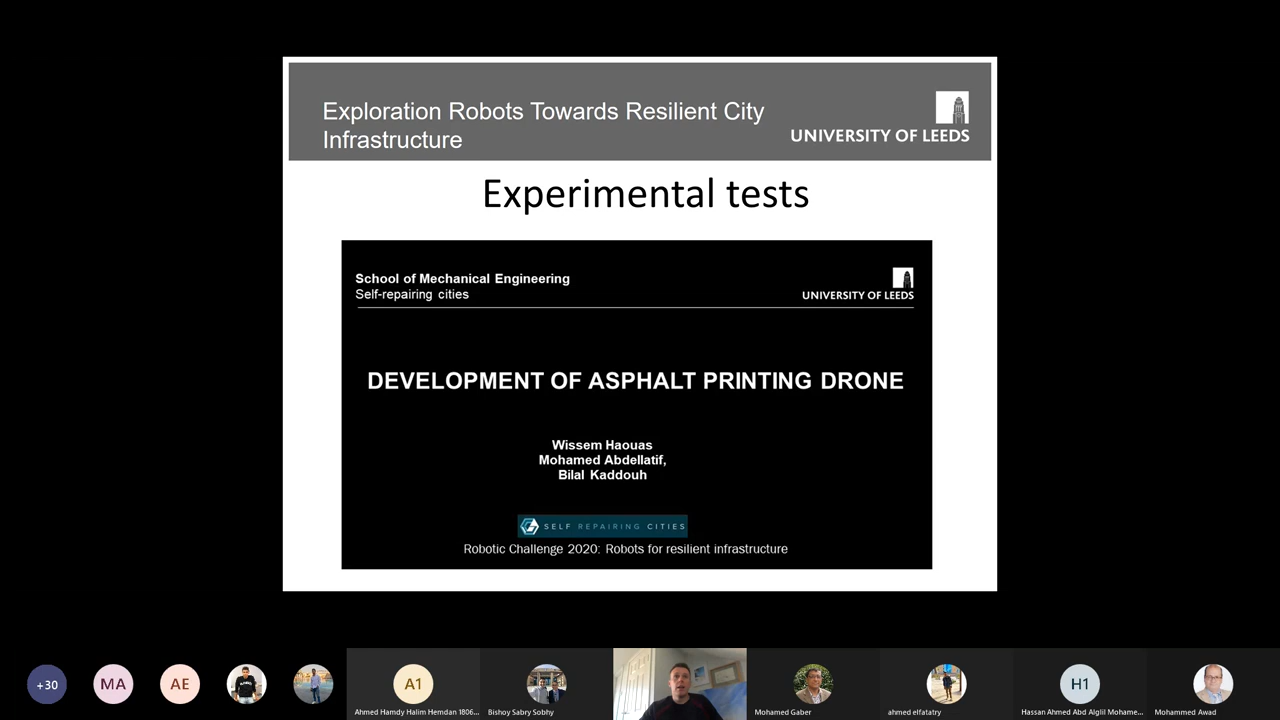 Exploration Robots Towards Resilient City
Infrastructure
UNIVERSITY OF LEEDS
Experimental tests
School of Mechanical Engineering
Self-repairing cities
UNIVERSITY OF LEEDS
DEVELOPMENT OF ASPHALT PRINTING DRONE
Wissem Haouas
Mohamed Abdellatif,
Bilal Kaddouh
SELF REPAIRING CITIES
Robotic Challenge 2020: Robots for resilient infrastructure
+30
MA
AE
A1
H1
Ahmed Hamdy Halim Hemdan 1806...
Bishoy Sabry Sobhy
Mohamed Gaber
ahmed elfatatry
Hassan Ahmed Abd Alglil Mohame...
Mohammed Awad